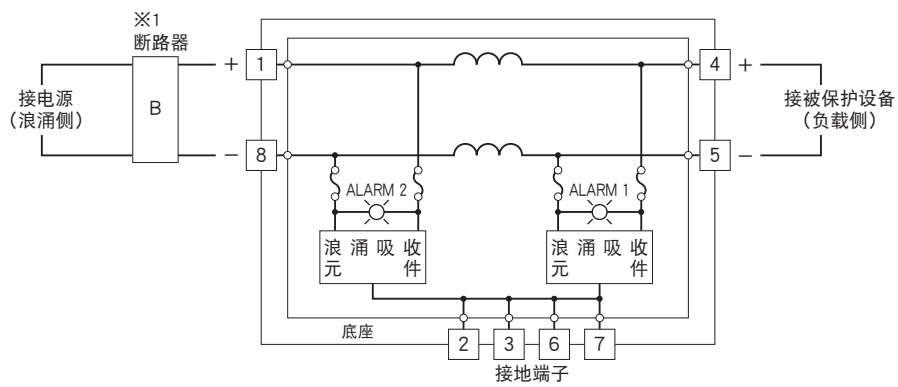 ※1
断路器
B
接电源
（浪涌侧）
+ 1
− 8
4 +
5 −
接被保护设备
（负载侧）
ALARM 2
ALARM 1
浪涌吸收
元件
浪涌吸收
元件
底座
2 3 6 7
接地端子